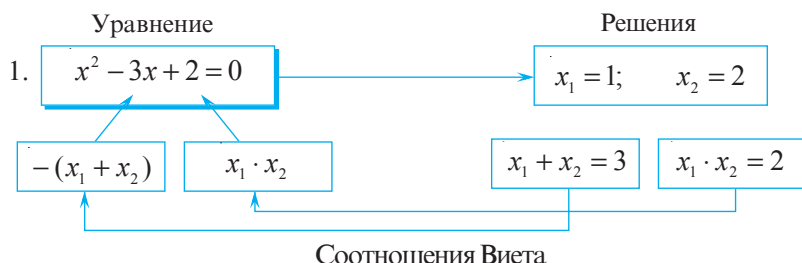 Уравнение Решения
1. x² − 3x + 2 = 0 x₁ = 1; x₂ = 2
−(x₁ + x₂) x₁ · x₂ x₁ + x₂ = 3 x₁ · x₂ = 2
Соотношения Виета